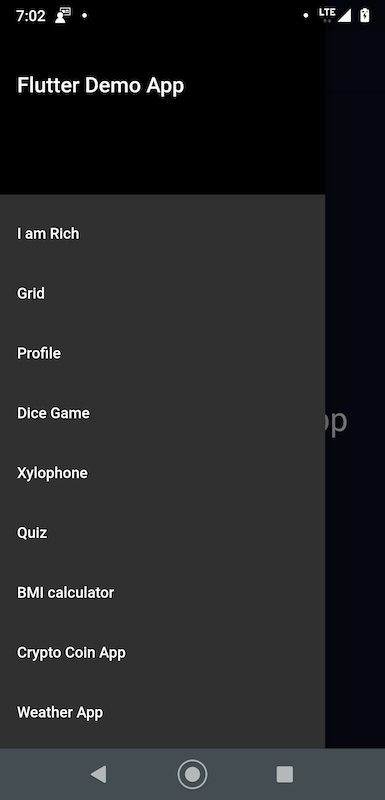 7:02
LTE
Flutter Demo App
I am Rich
Grid
Profile
Dice Game
op
Xylophone
Quiz
BMI calculator
Crypto Coin App
Weather App